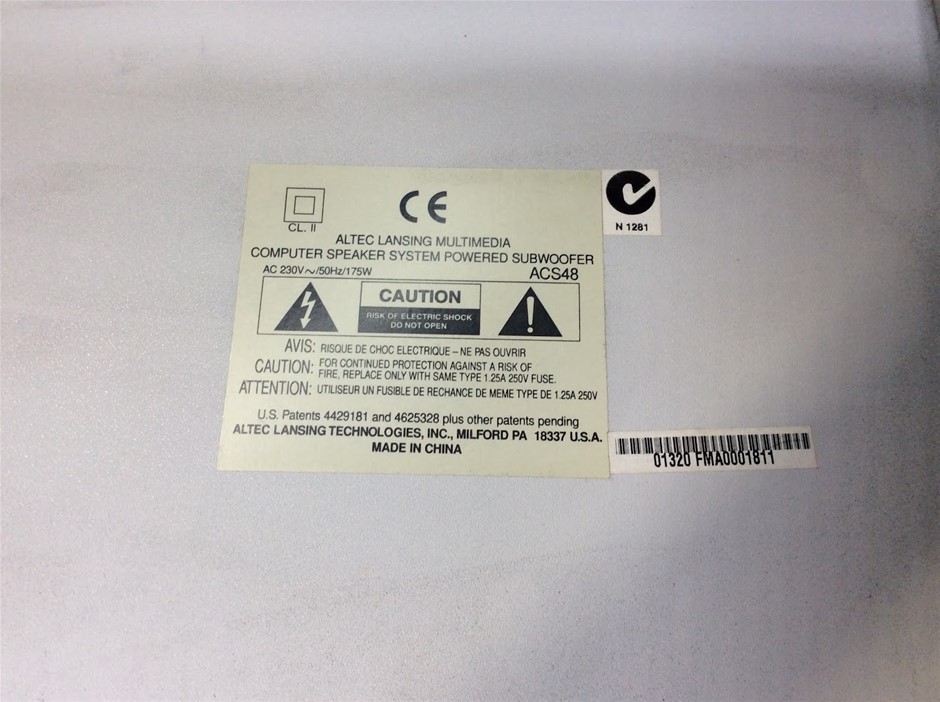 CE
CL. II
N 1281
ALTEC LANSING MULTIMEDIA
COMPUTER SPEAKER SYSTEM POWERED SUBWOOFER
AC 230V～/50Hz/175W
ACS48
CAUTION
RISK OF ELECTRIC SHOCK
DO NOT OPEN
AVIS: RISQUE DE CHOC ELECTRIQUE – NE PAS OUVRIR
CAUTION: FOR CONTINUED PROTECTION AGAINST A RISK OF
FIRE, REPLACE ONLY WITH SAME TYPE 1.25A 250V FUSE.
ATTENTION: UTILISEUR UN FUSIBLE DE RECHANCE DE MEME TYPE DE 1.25A 250V
U.S. Patents 4429181 and 4625328 plus other patents pending
ALTEC LANSING TECHNOLOGIES, INC., MILFORD PA 18337 U.S.A.
MADE IN CHINA
01320 FMA0001811